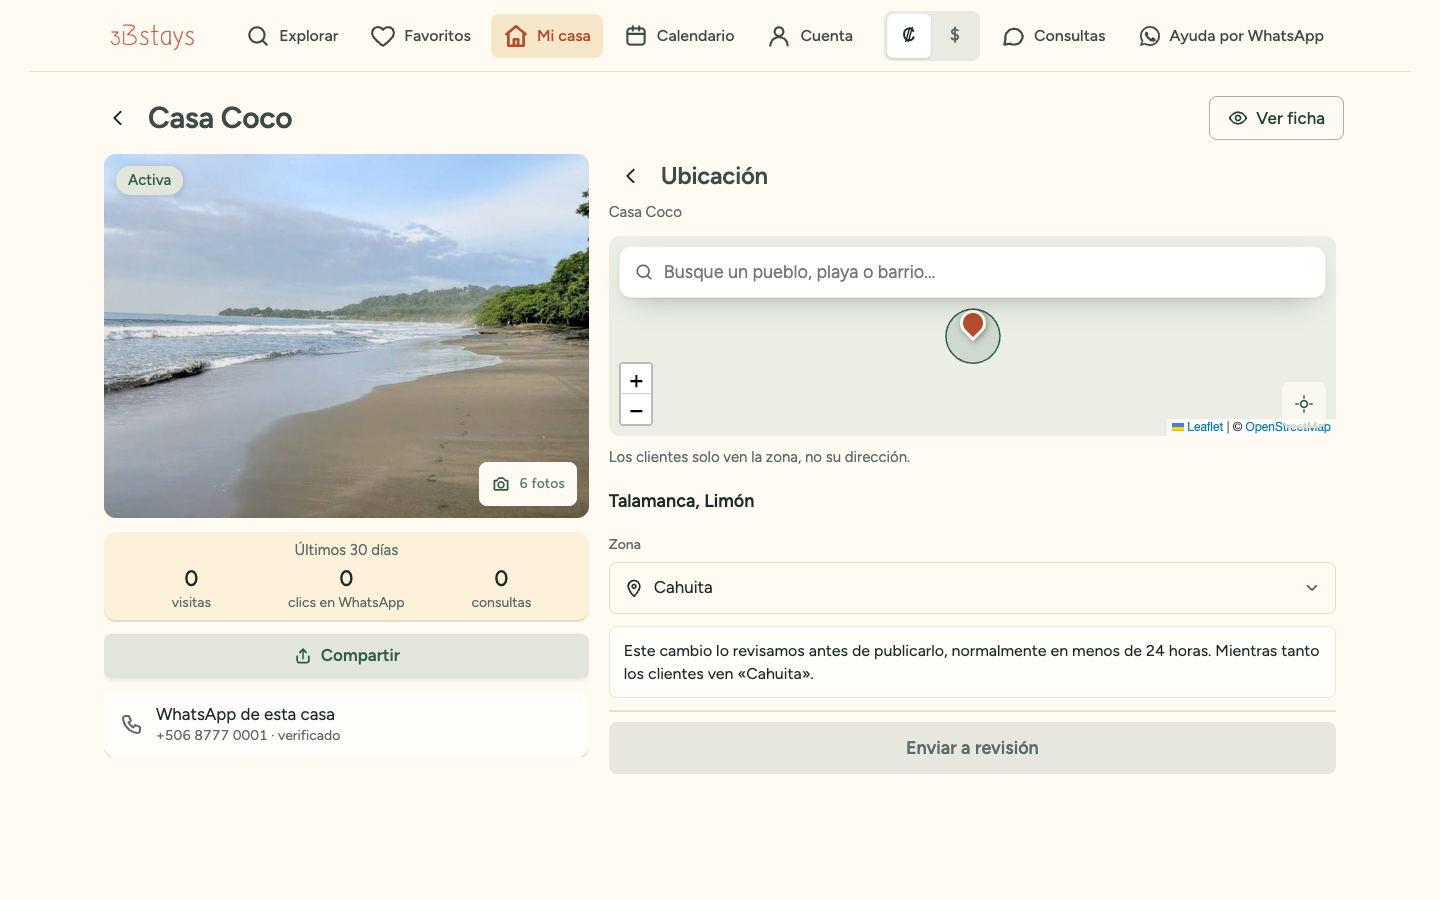 3Bstays
Explorar
Favoritos
Mi casa
Calendario
Cuenta
₡
$
Consultas
Ayuda por WhatsApp
Casa Coco
Ver ficha
Activa
6 fotos
Últimos 30 días
0
visitas
0
clics en WhatsApp
0
consultas
Compartir
WhatsApp de esta casa
+506 8777 0001 · verificado
Ubicación
Casa Coco
Busque un pueblo, playa o barrio...
+
−
Leaflet | © OpenStreetMap
Los clientes solo ven la zona, no su dirección.
Talamanca, Limón
Zona
Cahuita
Este cambio lo revisamos antes de publicarlo, normalmente en menos de 24 horas. Mientras tanto
los clientes ven «Cahuita».
Enviar a revisión